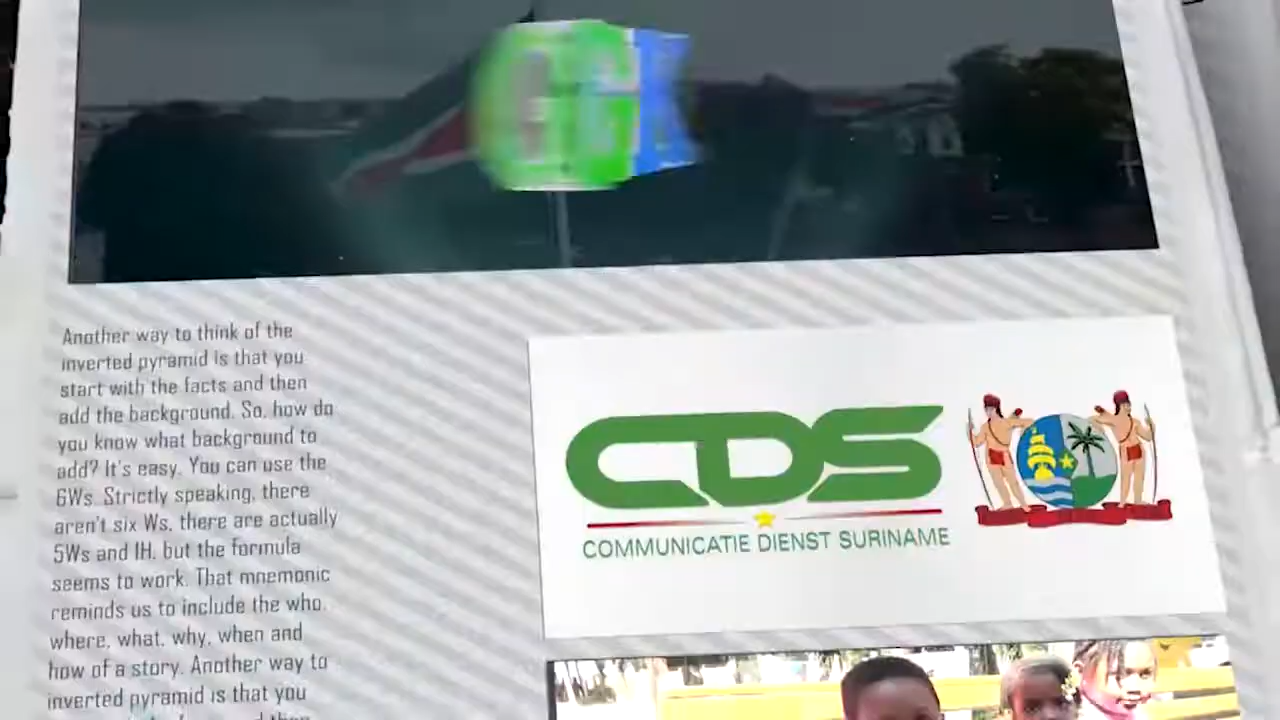 Another way to think of the
inverted pyramid is that you
start with the facts and then
add the background. So, how do
you know what background to
add? It's easy. You can use the
6Ws. Strictly speaking, there
aren't six Ws, there are actually
5Ws and 1H, but the formula
seems to work. That mnemonic
reminds us to include the who,
where, what, why, when and
how of a story. Another way to
inverted pyramid is that you
CDS
COMMUNICATIE DIENST SURINAME